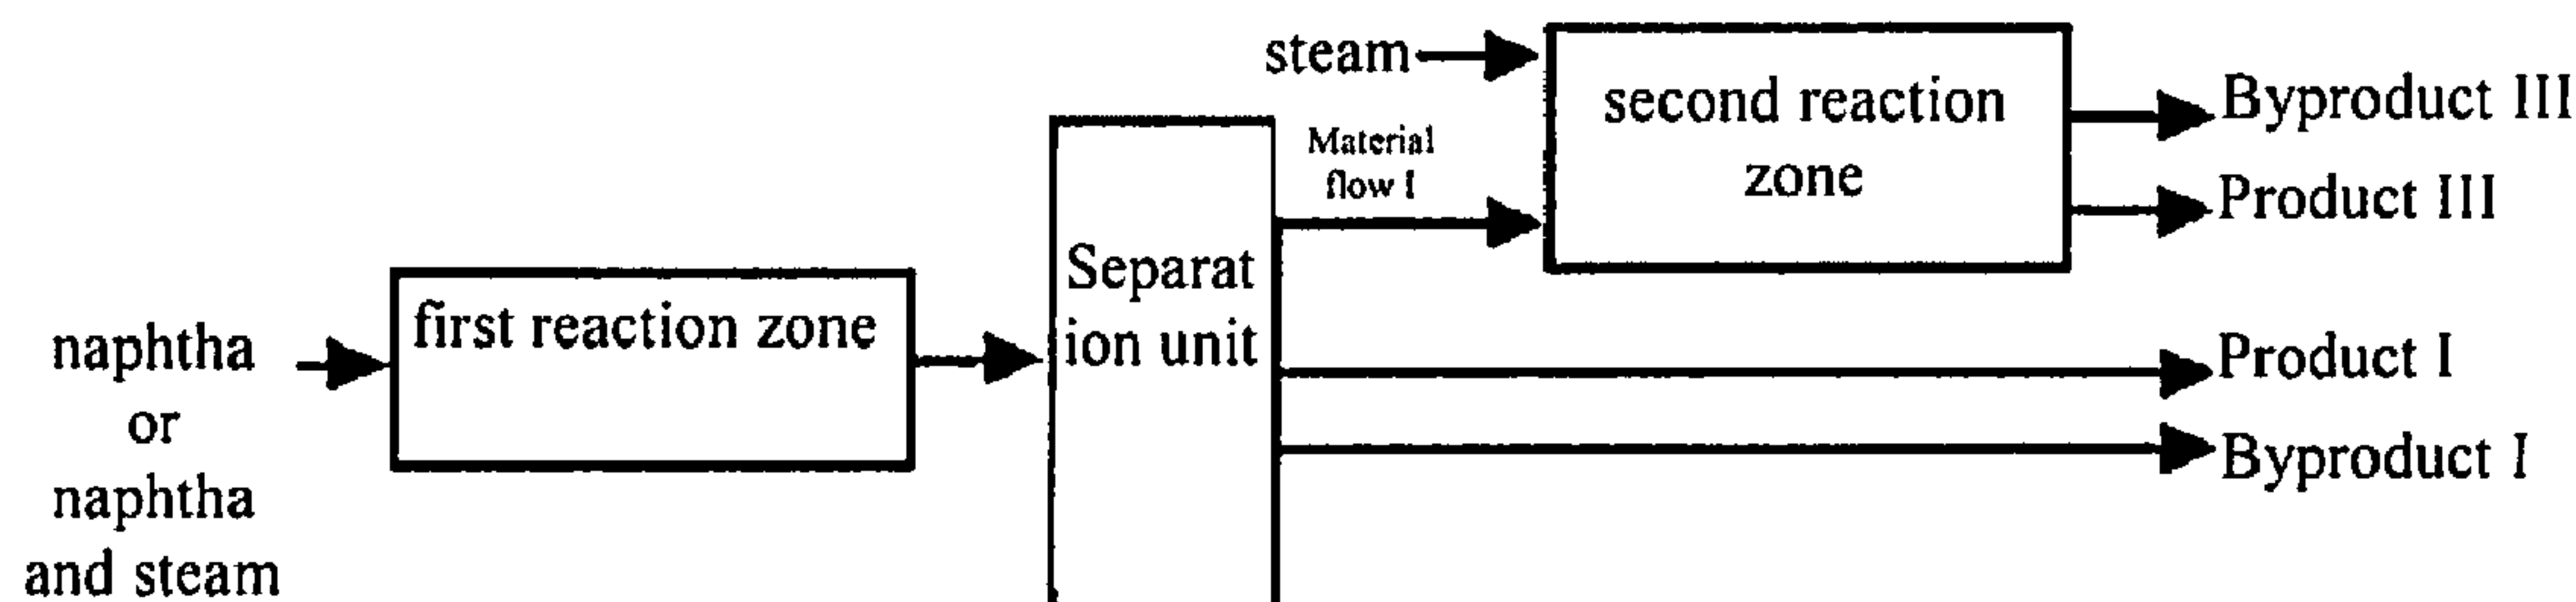 naphtha
or
naphtha
and steam
first reaction zone
Separat
ion unit
steam
Material
flow I
second reaction
zone
Byproduct III
Product III
Product I
Byproduct I